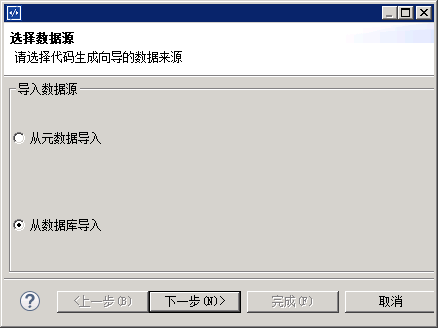 选择数据源
请选择代码生成向导的数据来源
导入数据源
从元数据导入
从数据库导入
? <上一步(B) 下一步(N)> 完成(F) 取消